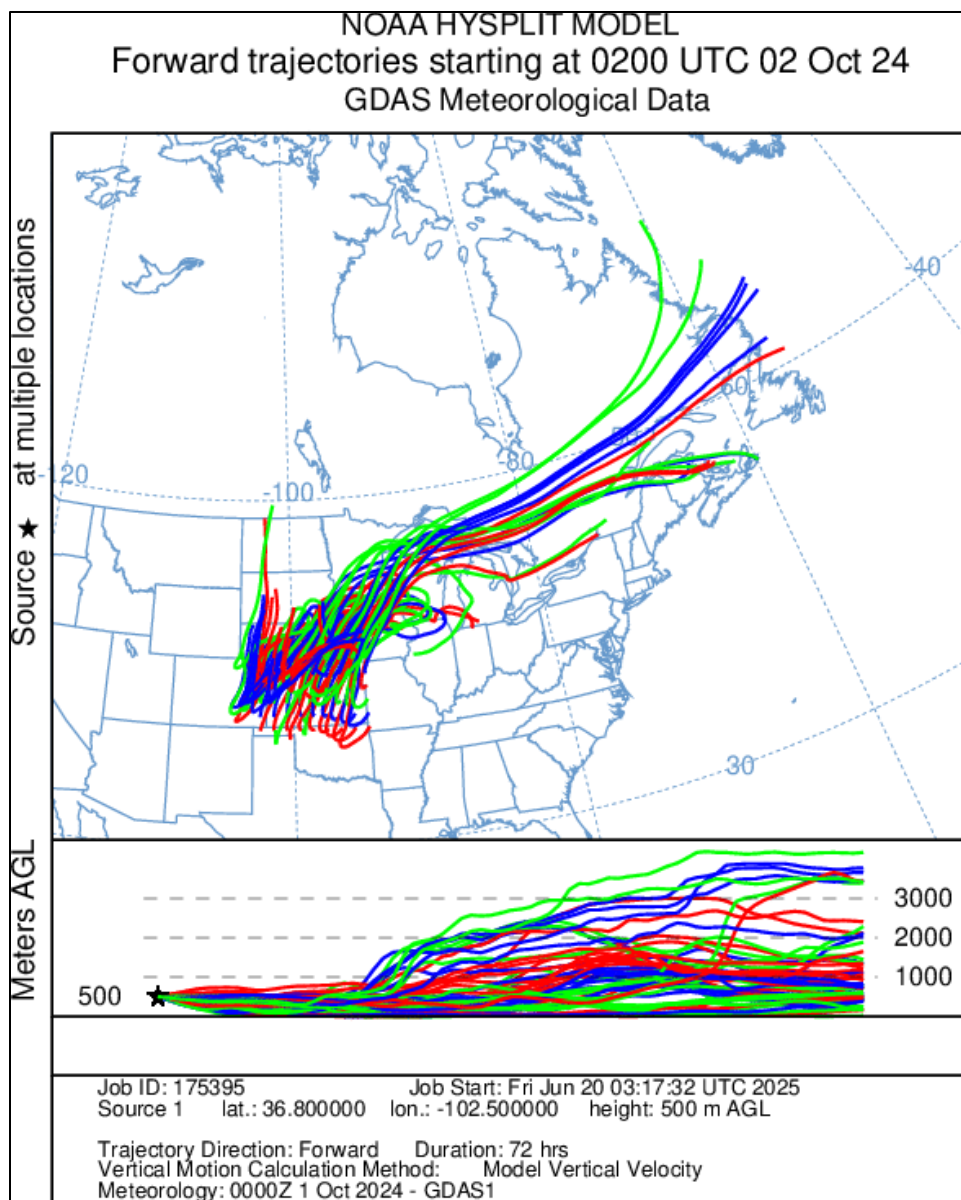 NOAA HYSPLIT MODEL
Forward trajectories starting at 0200 UTC 02 Oct 24
GDAS Meteorological Data
Source ★ at multiple locations
-40
-120
-100
-80
30
Meters AGL
500
3000
2000
1000
Job ID: 175395 Job Start: Fri Jun 20 03:17:32 UTC 2025
Source 1 lat.: 36.800000 lon.: -102.500000 height: 500 m AGL
Trajectory Direction: Forward Duration: 72 hrs
Vertical Motion Calculation Method: Model Vertical Velocity
Meteorology: 0000Z 1 Oct 2024 - GDAS1